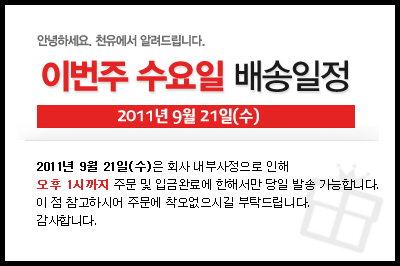 안녕하세요. 천유에서 알려드립니다.
이번주 수요일 배송일정
2011년 9월 21일(수)
2011년 9월 21일(수)은 회사 내부사정으로 인해
오후 1시까지 주문 및 입금완료에 한해서만 당일 발송 가능합니다.
이 점 참고하시어 주문에 착오없으시길 부탁드립니다.
감사합니다.